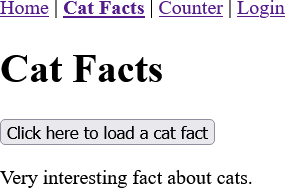 Home | Cat Facts | Counter | Login
Cat Facts
Click here to load a cat fact
Very interesting fact about cats.